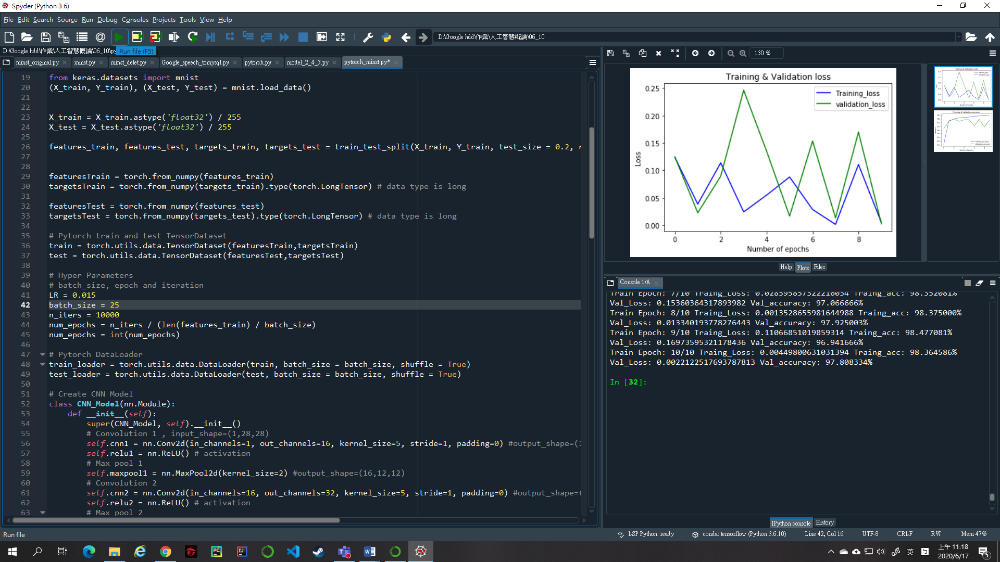 Spyder (Python 3.6)
File Edit Search Source Run Debug Consoles Projects Tools View Help
D:\Google hdd\作業\人工智慧概論\06_10
D:\Google hdd\作業\人工智慧概論\06_10\py
Run file (F5)
minst_original.py minst.py minst_delet.py Google_speech_tomysql.py pytorch.py model_2_4_3.py pytorch_minst.py*
19 from keras.datasets import mnist
20 (X_train, Y_train), (X_test, Y_test) = mnist.load_data()
21
22
23 X_train = X_train.astype('float32') / 255
24 X_test = X_test.astype('float32') / 255
25
26 features_train, features_test, targets_train, targets_test = train_test_split(X_train, Y_train, test_size = 0.2,
27
28
29 featuresTrain = torch.from_numpy(features_train)
30 targetsTrain = torch.from_numpy(targets_train).type(torch.LongTensor) # data type is long
31
32 featuresTest = torch.from_numpy(features_test)
33 targetsTest = torch.from_numpy(targets_test).type(torch.LongTensor) # data type is long
34
35 # Pytorch train and test TensorDataset
36 train = torch.utils.data.TensorDataset(featuresTrain,targetsTrain)
37 test = torch.utils.data.TensorDataset(featuresTest,targetsTest)
38
39 # Hyper Parameters
40 # batch_size, epoch and iteration
41 LR = 0.015
42 batch_size = 25
43 n_iters = 10000
44 num_epochs = n_iters / (len(features_train) / batch_size)
45 num_epochs = int(num_epochs)
46
47 # Pytorch DataLoader
48 train_loader = torch.utils.data.DataLoader(train, batch_size = batch_size, shuffle = True)
49 test_loader = torch.utils.data.DataLoader(test, batch_size = batch_size, shuffle = True)
50
51 # Create CNN Model
52 class CNN_Model(nn.Module):
53 def __init__(self):
54 super(CNN_Model, self).__init__()
55 # Convolution 1 , input_shape=(1,28,28)
56 self.cnn1 = nn.Conv2d(in_channels=1, out_channels=16, kernel_size=5, stride=1, padding=0) #output_shape=(1
57 self.relu1 = nn.ReLU() # activation
58 # Max pool 1
59 self.maxpool1 = nn.MaxPool2d(kernel_size=2) #output_shape=(16,12,12)
60 # Convolution 2
61 self.cnn2 = nn.Conv2d(in_channels=16, out_channels=32, kernel_size=5, stride=1, padding=0) #output_shape=(
62 self.relu2 = nn.ReLU() # activation
63 # Max pool 2
130 %
Training & Validation loss
Training_loss
validation_loss
0.25
0.20
0.15
0.10
0.05
0.00
Loss
0 2 4 6 8
Number of epochs
Training & Validation loss
Training & Validation accuracy
Help Plots Files
Console 1/A
Train Epoch: 7/10 Traing_Loss: 0.028595857322216034 Traing_acc: 98.352081%
Val_Loss: 0.15360364317893982 Val_accuracy: 97.066666%
Train Epoch: 8/10 Traing_Loss: 0.0013528655981644988 Traing_acc: 98.375000%
Val_Loss: 0.013340193778276443 Val_accuracy: 97.925003%
Train Epoch: 9/10 Traing_Loss: 0.11066851019859314 Traing_acc: 98.477081%
Val_Loss: 0.16973595321178436 Val_accuracy: 96.941666%
Train Epoch: 10/10 Traing_Loss: 0.00449800631031394 Traing_acc: 98.364586%
Val_Loss: 0.0022122517693787813 Val_accuracy: 97.808334%
In [32]:
IPython console History
Run file
LSP Python: ready conda: tensorflow (Python 3.6.10) Line 42, Col 16 UTF-8 CRLF RW Mem 47%
英
上午 11:18
2020/6/17
5